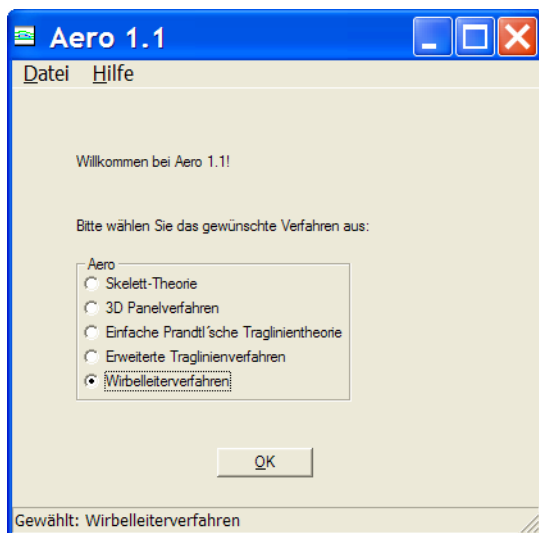 Aero 1.1
Datei Hilfe
Willkommen bei Aero 1.1!
Bitte wählen Sie das gewünschte Verfahren aus:
Aero
Skelett-Theorie
3D Panelverfahren
Einfache Prandtl´sche Traglinientheorie
Erweiterte Traglinienverfahren
Wirbelleiterverfahren
OK
Gewählt: Wirbelleiterverfahren